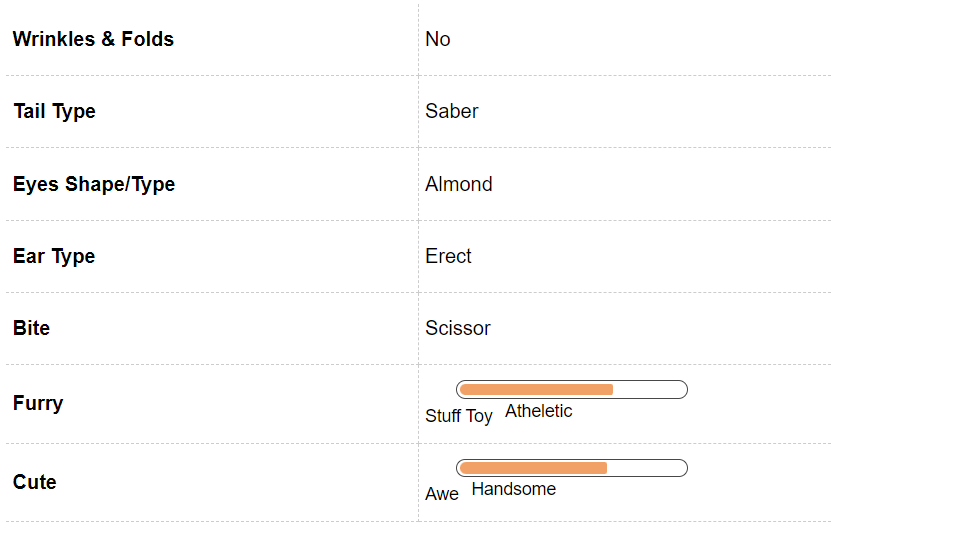 Wrinkles & Folds No
Tail Type Saber
Eyes Shape/Type Almond
Ear Type Erect
Bite Scissor
Furry Stuff Toy Atheletic
Cute Awe Handsome